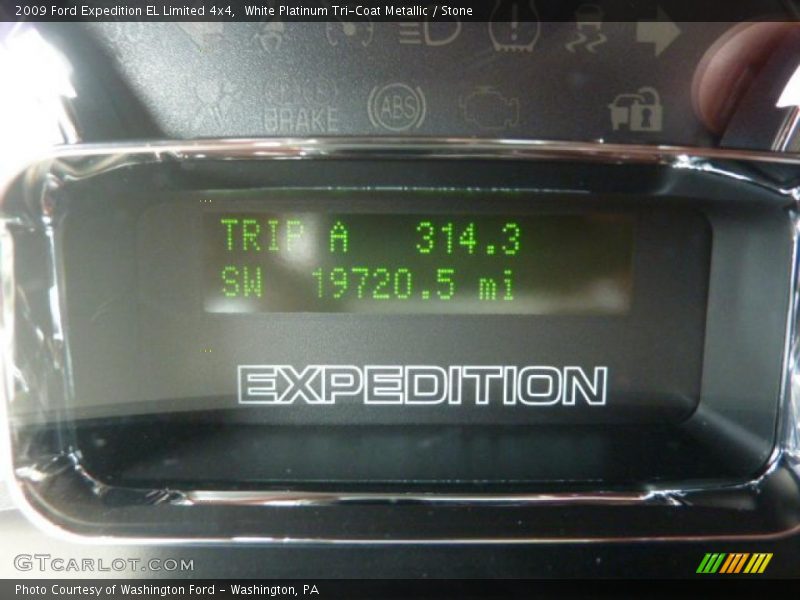 2009 Ford Expedition EL Limited 4x4, White Platinum Tri-Coat Metallic / Stone
BRAKE ABS
TRIP A 314.3
SW 19720.5 mi
EXPEDITION
GTCARLOT.COM
Photo Courtesy of Washington Ford - Washington, PA